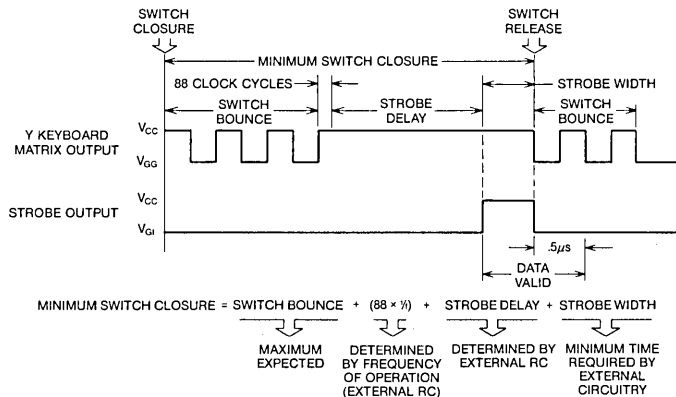 SWITCH CLOSURE
SWITCH RELEASE
MINIMUM SWITCH CLOSURE
88 CLOCK CYCLES
STROBE WIDTH
SWITCH BOUNCE
STROBE DELAY
SWITCH BOUNCE
Y KEYBOARD MATRIX OUTPUT
VCC
VGG
STROBE OUTPUT
VCC
VGI
.5μs
DATA VALID
MINIMUM SWITCH CLOSURE = SWITCH BOUNCE + (88 × 1/f) + STROBE DELAY + STROBE WIDTH
MAXIMUM EXPECTED
DETERMINED BY FREQUENCY OF OPERATION (EXTERNAL RC)
DETERMINED BY EXTERNAL RC
MINIMUM TIME REQUIRED BY EXTERNAL CIRCUITRY